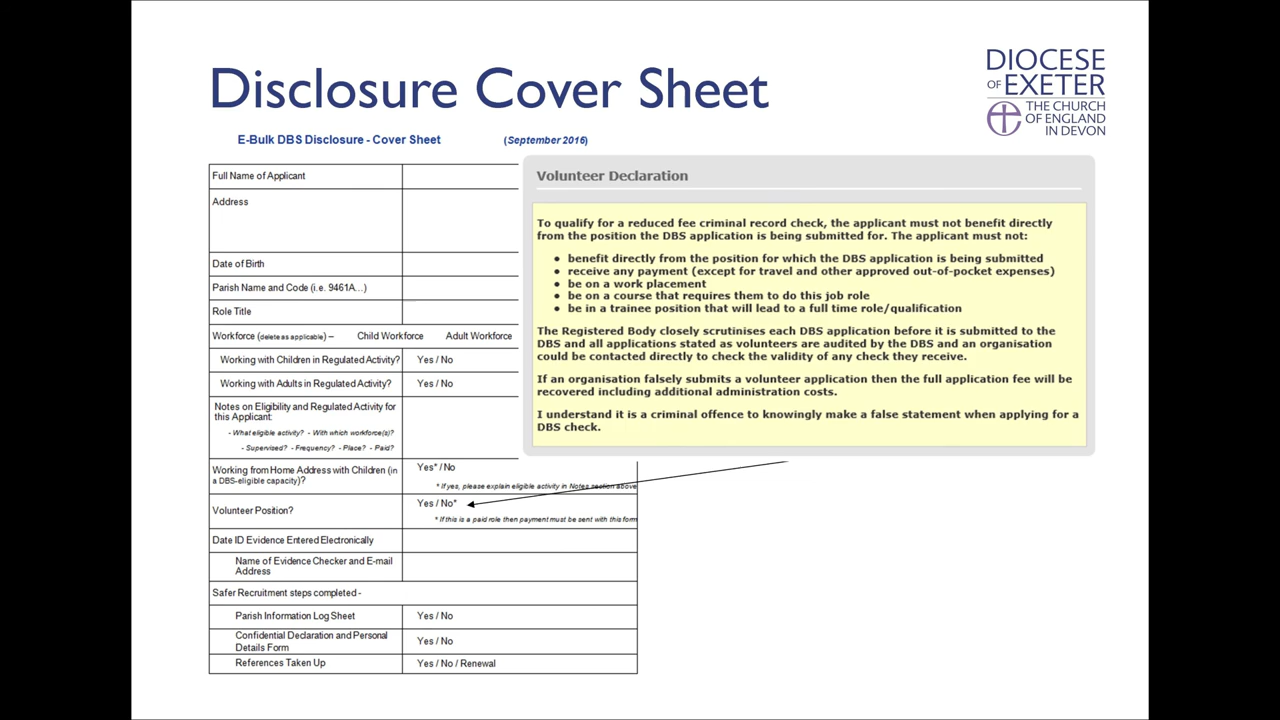 Disclosure Cover Sheet
DIOCESE
OF EXETER
THE CHURCH
OF ENGLAND
IN DEVON
E-Bulk DBS Disclosure - Cover Sheet (September 2016)
Full Name of Applicant
Address
Date of Birth
Parish Name and Code (i.e. 9461A…)
Role Title
Workforce (delete as applicable) – Child Workforce Adult Workforce
Working with Children in Regulated Activity? Yes / No
Working with Adults in Regulated Activity? Yes / No
Notes on Eligibility and Regulated Activity for
this Applicant:
- What eligible activity? - With which workforce(s)?
- Supervised? - Frequency? - Place? - Paid?
Working from Home Address with Children (in
a DBS-eligible capacity)?
Yes* / No
* If yes, please explain eligible activity in Notes section above
Volunteer Position?
Yes / No*
* If this is a paid role then payment must be sent with this form
Date ID Evidence Entered Electronically
Name of Evidence Checker and E-mail
Address
Safer Recruitment steps completed -
Parish Information Log Sheet Yes / No
Confidential Declaration and Personal
Details Form
Yes / No
References Taken Up Yes / No / Renewal
Volunteer Declaration
To qualify for a reduced fee criminal record check, the applicant must not benefit directly
from the position the DBS application is being submitted for. The applicant must not:
• benefit directly from the position for which the DBS application is being submitted
• receive any payment (except for travel and other approved out-of-pocket expenses)
• be on a work placement
• be on a course that requires them to do this job role
• be in a trainee position that will lead to a full time role/qualification
The Registered Body closely scrutinises each DBS application before it is submitted to the
DBS and all applications stated as volunteers are audited by the DBS and an organisation
could be contacted directly to check the validity of any check they receive.
If an organisation falsely submits a volunteer application then the full application fee will be
recovered including additional administration costs.
I understand it is a criminal offence to knowingly make a false statement when applying for a
DBS check.